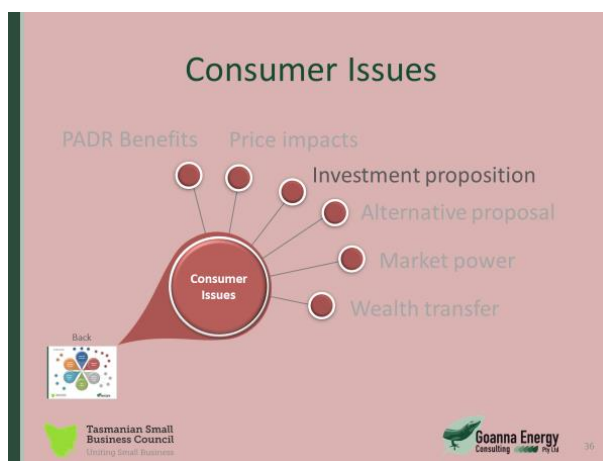 Consumer Issues
PADR Benefits
Price impacts
Investment proposition
Alternative proposal
Market power
Wealth transfer
Consumer
Issues
Back
Tasmanian Small
Business Council
Uniting Small Business
Goanna Energy
Consulting Pty Ltd
36